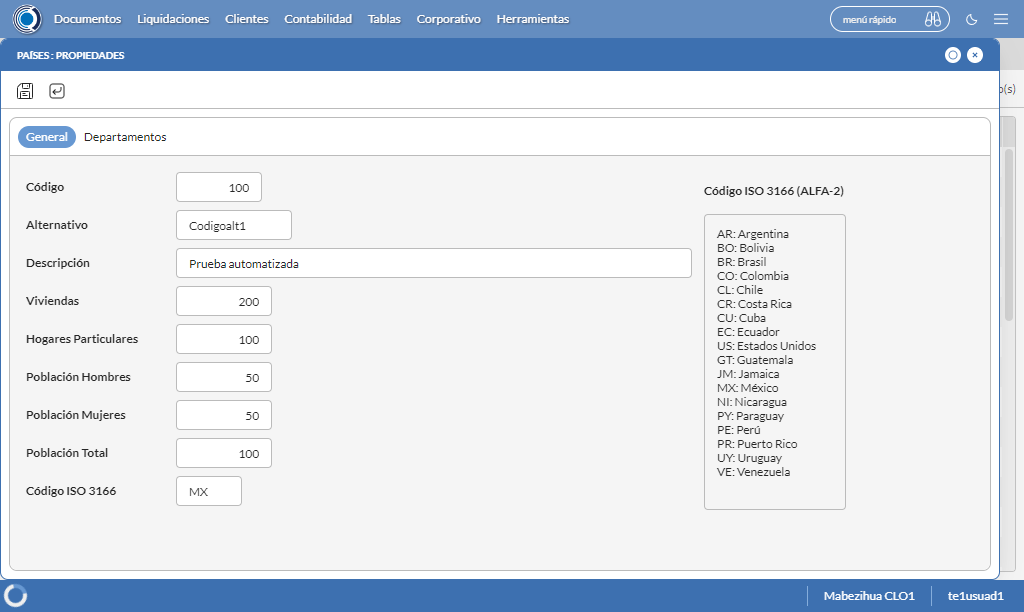 Documentos Liquidaciones Clientes Contabilidad Tablas Corporativo Herramientas menú rápido
PAÍSES : PROPIEDADES
o(s)
General Departamentos
Código 100
Alternativo Codigoalt1
Descripción Prueba automatizada
Viviendas 200
Hogares Particulares 100
Población Hombres 50
Población Mujeres 50
Población Total 100
Código ISO 3166 MX
Código ISO 3166 (ALFA-2)
AR: Argentina
BO: Bolivia
BR: Brasil
CO: Colombia
CL: Chile
CR: Costa Rica
CU: Cuba
EC: Ecuador
US: Estados Unidos
GT: Guatemala
JM: Jamaica
MX: México
NI: Nicaragua
PY: Paraguay
PE: Perú
PR: Puerto Rico
UY: Uruguay
VE: Venezuela
Mabezihua CLO1 te1usuad1